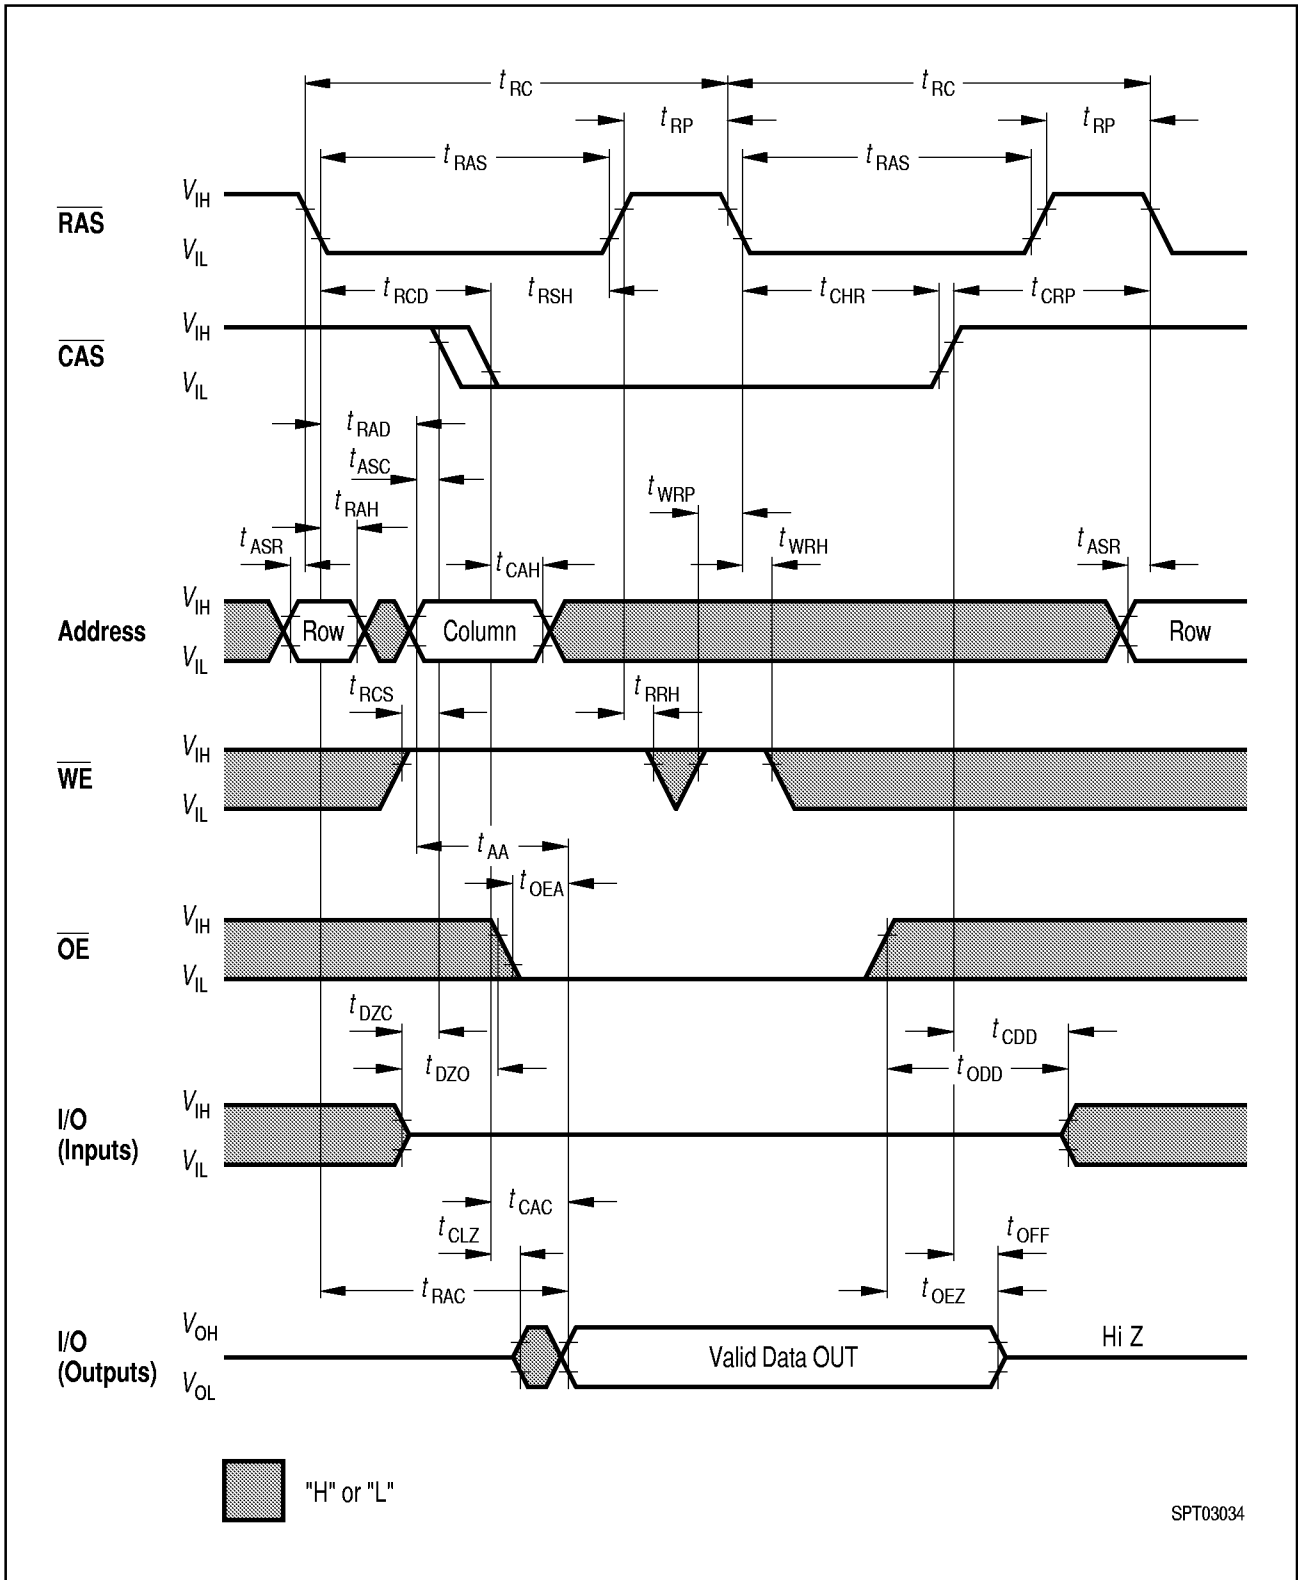 tRC tRC
tRP tRP
tRAS tRAS
RAS VIH
VIL
tRCD tRSH tCHR tCRP
CAS VIH
VIL
tRAD
tASC
tRAH tWRP
tASR tCAH tWRH tASR
Address VIH
VIL
Row Column Row
tRCS tRRH
WE VIH
VIL
tAA
tOEA
OE VIH
VIL
tDZC tCDD
tDZO tODD
I/O
(Inputs) VIH
VIL
tCAC
tCLZ tOFF
tRAC tOEZ
I/O
(Outputs) VOH
VOL
Valid Data OUT Hi Z
"H" or "L"
SPT03034